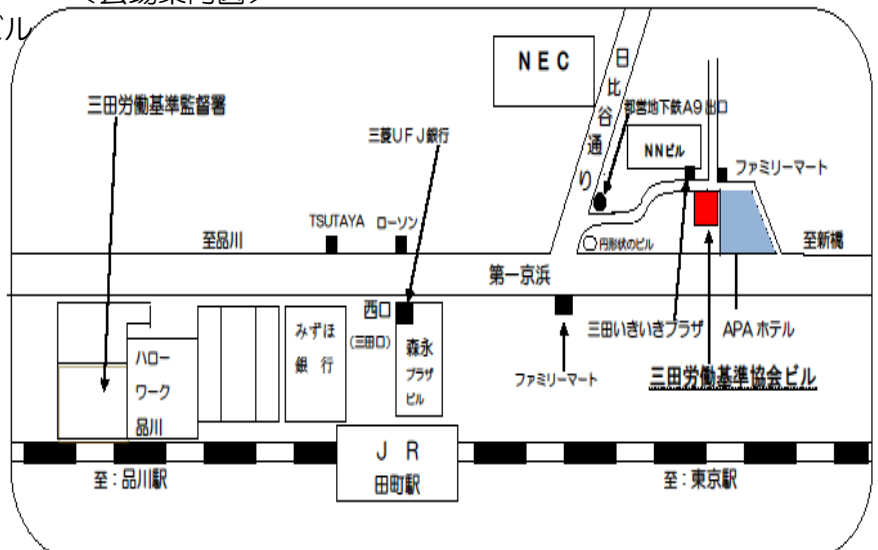 ビル
NEC
日比谷通り
都営地下鉄A9出口
三田労働基準監督署
三菱UFJ銀行
NNビル
ファミリーマート
TSUTAYA
ローソン
至品川
円形状のビル
至新橋
第一京浜
西口
(三田口)
みずほ
銀 行
森永
プラザ
ビル
三田いきいきプラザ
APA ホテル
ハロー
ワーク
品川
ファミリーマート
三田労働基準協会ビル
J R
田町駅
至:品川駅
至:東京駅